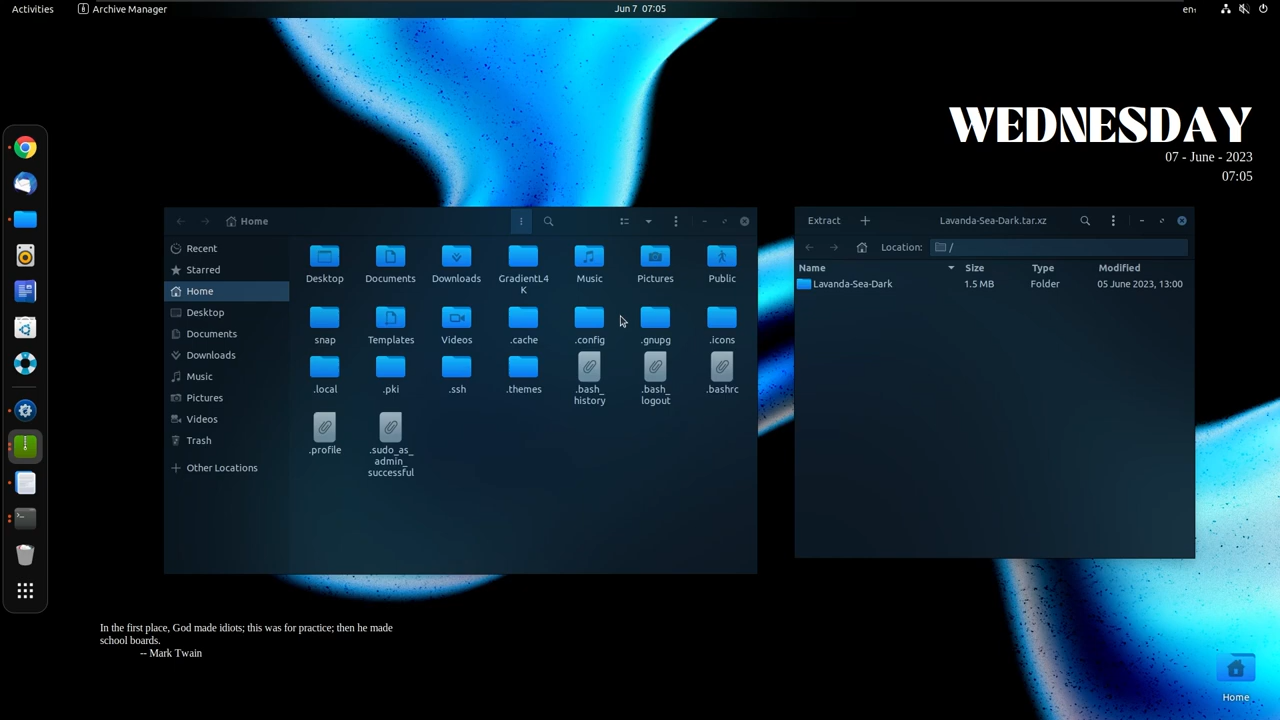 Activities
Archive Manager
Jun 7 07:05
en₁
WEDNESDAY
07 - June - 2023
07:05
Home
Recent
Starred
Home
Desktop
Documents
Downloads
Music
Pictures
Videos
Trash
Other Locations
Desktop
Documents
Downloads
GradientL4
K
Music
Pictures
Public
snap
Templates
Videos
.cache
.config
.gnupg
.icons
.local
.pki
.ssh
.themes
.bash_
history
.bash_
logout
.bashrc
.profile
.sudo_as_
admin_
successful
Extract
Lavanda-Sea-Dark.tar.xz
Location:
/
Name Size Type Modified
Lavanda-Sea-Dark 1.5 MB Folder 05 June 2023, 13:00
In the first place, God made idiots; this was for practice; then he made
school boards.
-- Mark Twain
Home